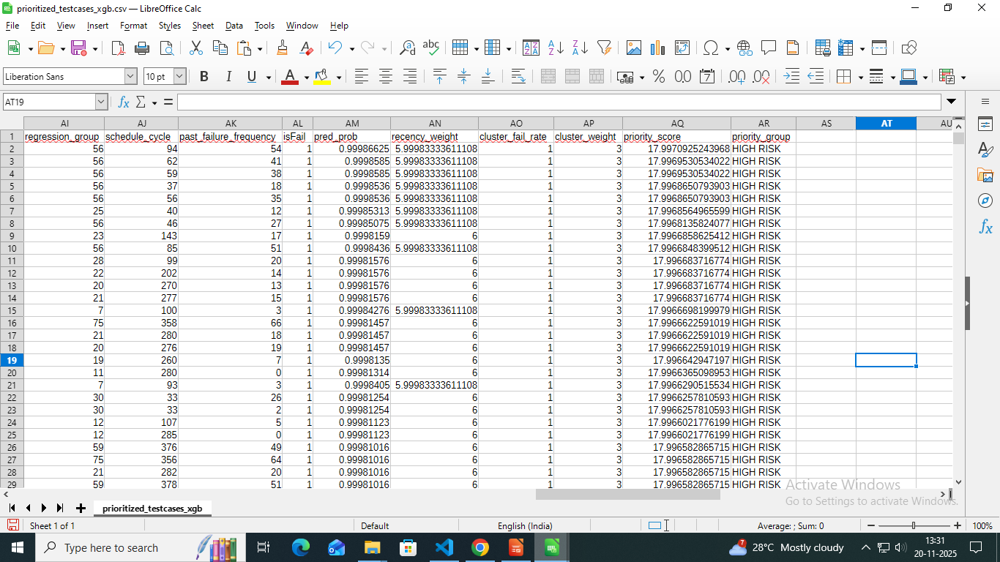 prioritized_testcases_xgb.csv — LibreOffice Calc
File Edit View Insert Format Styles Sheet Data Tools Window Help
Liberation Sans 10 pt
AT19
AI AJ AK AL AM AN AO AP AQ AR AS AT AU
1 regression_group schedule_cycle past_failure_frequency isFail pred_prob recency_weight cluster_fail_rate cluster_weight priority_score priority_group
2 56 94 54 1 0.99986625 5.99983333611108 1 3 17.9970925243968 HIGH RISK
3 56 62 41 1 0.9998585 5.99983333611108 1 3 17.9969530534022 HIGH RISK
4 56 59 38 1 0.9998585 5.99983333611108 1 3 17.9969530534022 HIGH RISK
5 56 37 18 1 0.9998536 5.99983333611108 1 3 17.9968650793903 HIGH RISK
6 56 56 35 1 0.9998536 5.99983333611108 1 3 17.9968650793903 HIGH RISK
7 25 40 12 1 0.99985313 5.99983333611108 1 3 17.9968564965599 HIGH RISK
8 56 46 27 1 0.99985075 5.99983333611108 1 3 17.9968135824077 HIGH RISK
9 23 143 17 1 0.9998159 6 1 3 17.9966858625412 HIGH RISK
10 56 85 51 1 0.9998436 5.99983333611108 1 3 17.9966848399512 HIGH RISK
11 28 99 20 1 0.99981576 6 1 3 17.996683716774 HIGH RISK
12 22 202 14 1 0.99981576 6 1 3 17.996683716774 HIGH RISK
13 20 270 13 1 0.99981576 6 1 3 17.996683716774 HIGH RISK
14 21 277 15 1 0.99981576 6 1 3 17.996683716774 HIGH RISK
15 7 100 3 1 0.99984276 5.99983333611108 1 3 17.9966698199979 HIGH RISK
16 75 358 66 1 0.99981457 6 1 3 17.9966622591019 HIGH RISK
17 21 280 18 1 0.99981457 6 1 3 17.9966622591019 HIGH RISK
18 20 276 19 1 0.99981457 6 1 3 17.9966622591019 HIGH RISK
19 19 260 7 1 0.9998135 6 1 3 17.996642947197 HIGH RISK
20 11 280 0 1 0.99981314 6 1 3 17.9966365098953 HIGH RISK
21 7 93 3 1 0.9998405 5.99983333611108 1 3 17.9966290515534 HIGH RISK
22 30 33 26 1 0.99981254 6 1 3 17.9966257810593 HIGH RISK
23 30 33 2 1 0.99981254 6 1 3 17.9966257810593 HIGH RISK
24 12 107 5 1 0.99981123 6 1 3 17.9966021776199 HIGH RISK
25 12 285 0 1 0.99981123 6 1 3 17.9966021776199 HIGH RISK
26 59 376 49 1 0.99981016 6 1 3 17.996582865715 HIGH RISK
27 75 356 64 1 0.99981016 6 1 3 17.996582865715 HIGH RISK
28 21 282 20 1 0.99981016 6 1 3 17.996582865715 HIGH RISK
29 59 378 51 1 0.99981016 6 1 3 17.996582865715 HIGH RISK
Activate Windows
Go to Settings to activate Windows.
prioritized_testcases_xgb
Sheet 1 of 1 Default English (India) Average: ; Sum: 0 100%
Type here to search 28°C Mostly cloudy 13:31
20-11-2025